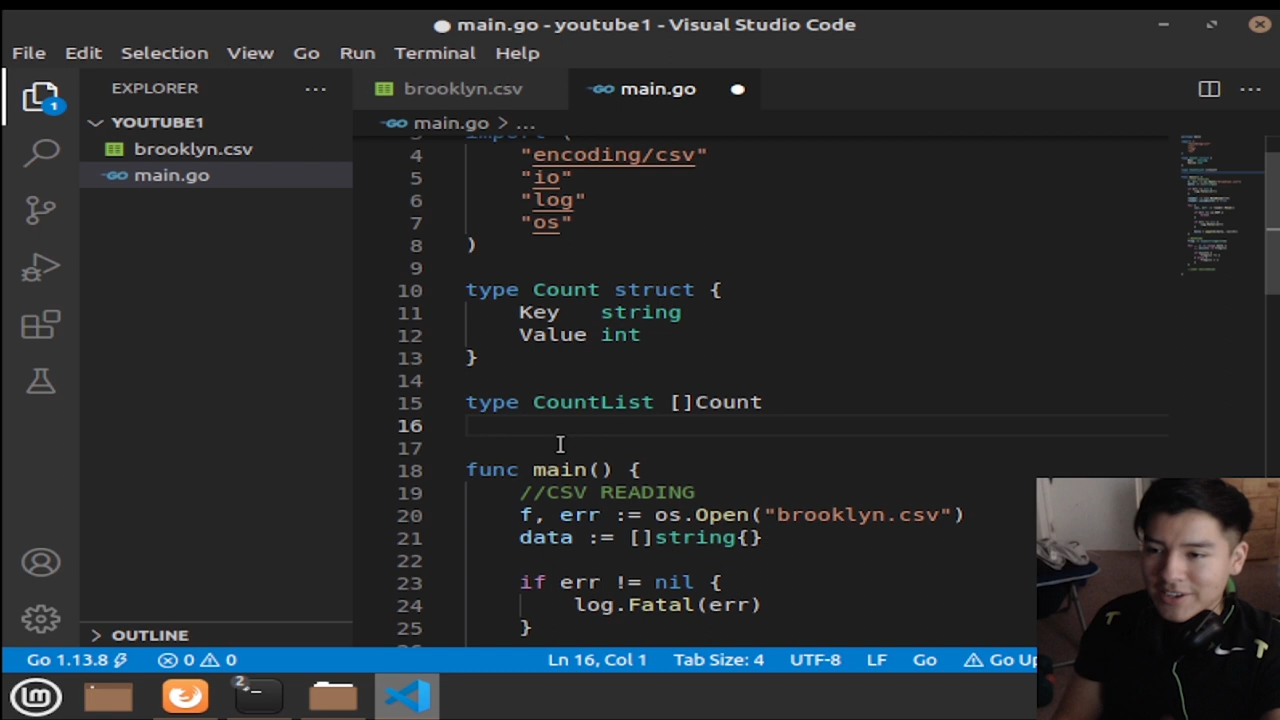 main.go - youtube1 - Visual Studio Code
File Edit Selection View Go Run Terminal Help
1
EXPLORER
YOUTUBE1
brooklyn.csv
main.go
OUTLINE
brooklyn.csv
main.go
main.go > ...
4 "encoding/csv"
5 "io"
6 "log"
7 "os"
8 )
9
10 type Count struct {
11 Key string
12 Value int
13 }
14
15 type CountList []Count
16
17
18 func main() {
19 //CSV READING
20 f, err := os.Open("brooklyn.csv")
21 data := []string{}
22
23 if err != nil {
24 log.Fatal(err)
25 }
Go 1.13.8 0 0 Ln 16, Col 1 Tab Size: 4 UTF-8 LF Go Go Up
2